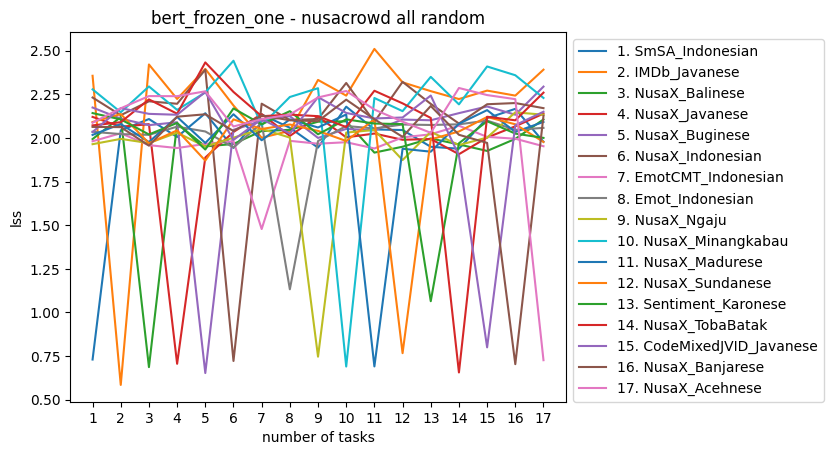 bert_frozen_one - nusacrowd all random
lss
2.50
2.25
2.00
1.75
1.50
1.25
1.00
0.75
0.50
1 2 3 4 5 6 7 8 9 10 11 12 13 14 15 16 17
number of tasks
1. SmSA_Indonesian
2. IMDb_Javanese
3. NusaX_Balinese
4. NusaX_Javanese
5. NusaX_Buginese
6. NusaX_Indonesian
7. EmotCMT_Indonesian
8. Emot_Indonesian
9. NusaX_Ngaju
10. NusaX_Minangkabau
11. NusaX_Madurese
12. NusaX_Sundanese
13. Sentiment_Karonese
14. NusaX_TobaBatak
15. CodeMixedJVID_Javanese
16. NusaX_Banjarese
17. NusaX_Acehnese